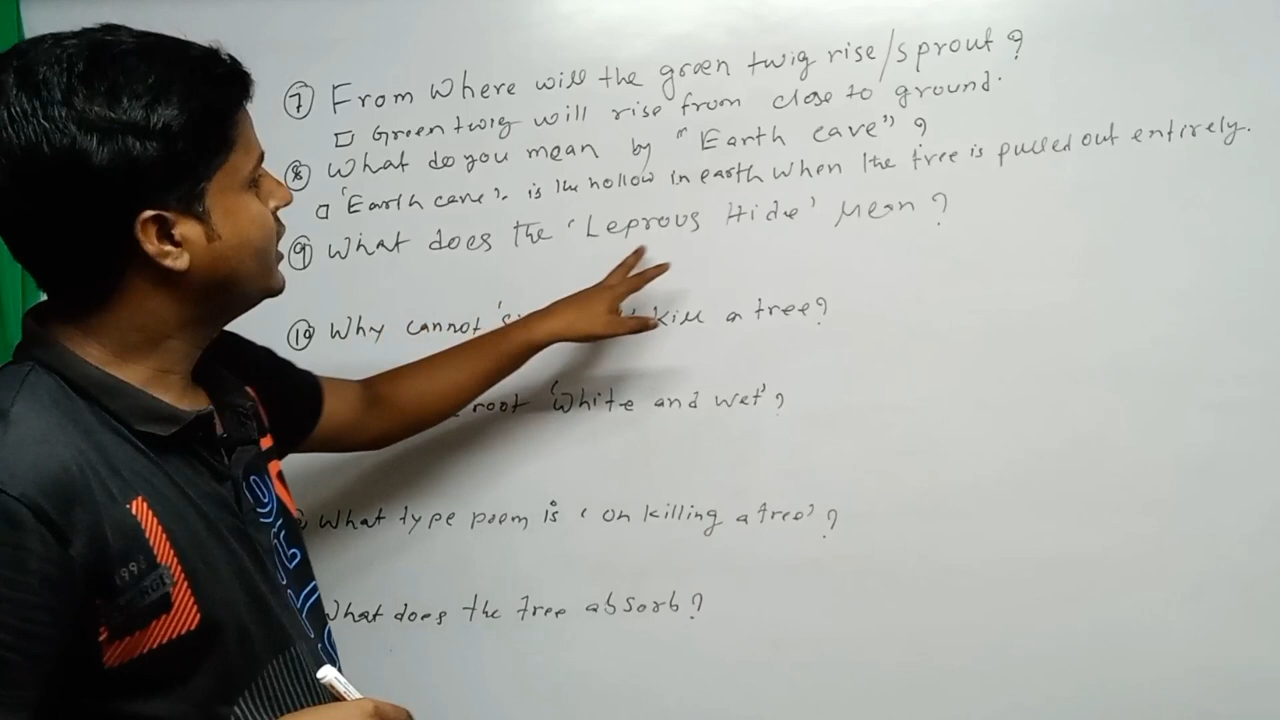 7 From where will the green twig rise/sprout?
Green twig will rise from close to ground.
8 What do you mean by "Earth cave"?
'Earth cave' is the hollow in earth when the tree is pulled out entirely.
9 What does the 'Leprous Hide' Mean?
10 Why cannot kill a tree?
root 'white and wet'?
What type poem is 'on killing a tree'?
What does the tree absorb?
199